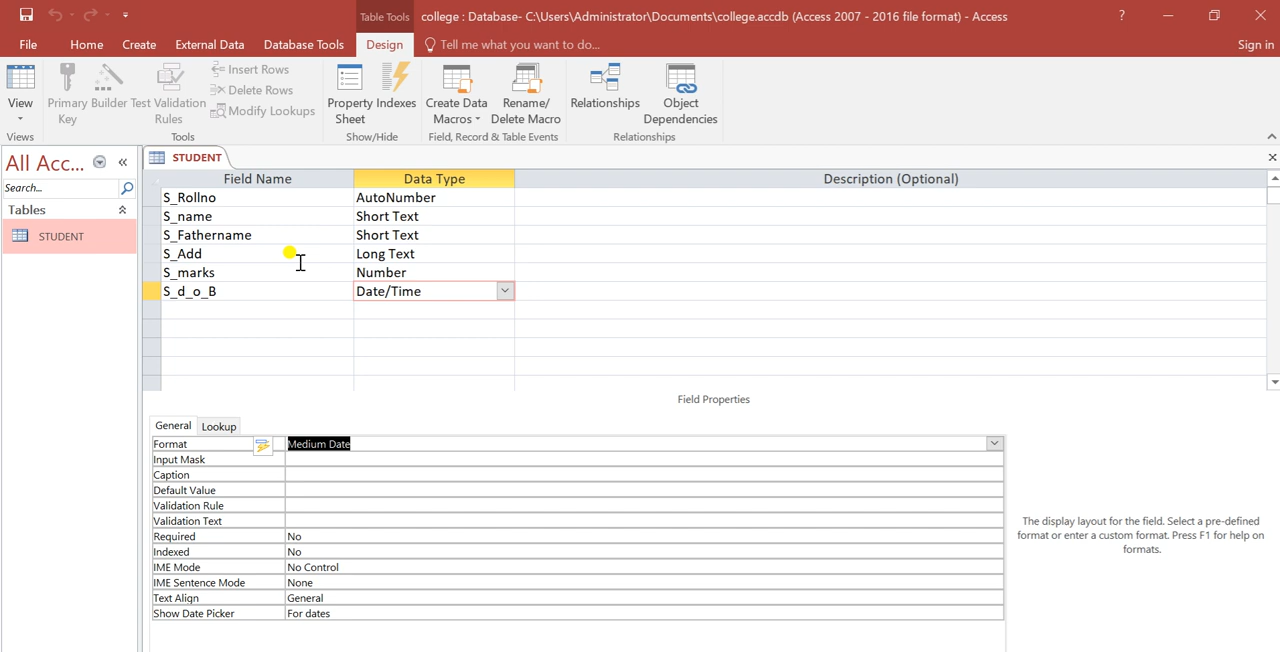 Table Tools
college : Database- C:\Users\Administrator\Documents\college.accdb (Access 2007 - 2016 file format) - Access
?
File Home Create External Data Database Tools Design Tell me what you want to do... Sign in
View
Primary Key
Builder
Test Validation Rules
Insert Rows
Delete Rows
Modify Lookups
Property Sheet
Indexes
Create Data Macros
Rename/ Delete Macro
Relationships
Object Dependencies
Views Tools Show/Hide Field, Record & Table Events Relationships
All Acc...
Search...
Tables
STUDENT
STUDENT
Field Name Data Type Description (Optional)
S_Rollno AutoNumber
S_name Short Text
S_Fathername Short Text
S_Add Long Text
S_marks Number
S_d_o_B Date/Time
Field Properties
General Lookup
Format Medium Date
Input Mask
Caption
Default Value
Validation Rule
Validation Text
Required No
Indexed No
IME Mode No Control
IME Sentence Mode None
Text Align General
Show Date Picker For dates
The display layout for the field. Select a pre-defined
format or enter a custom format. Press F1 for help on
formats.